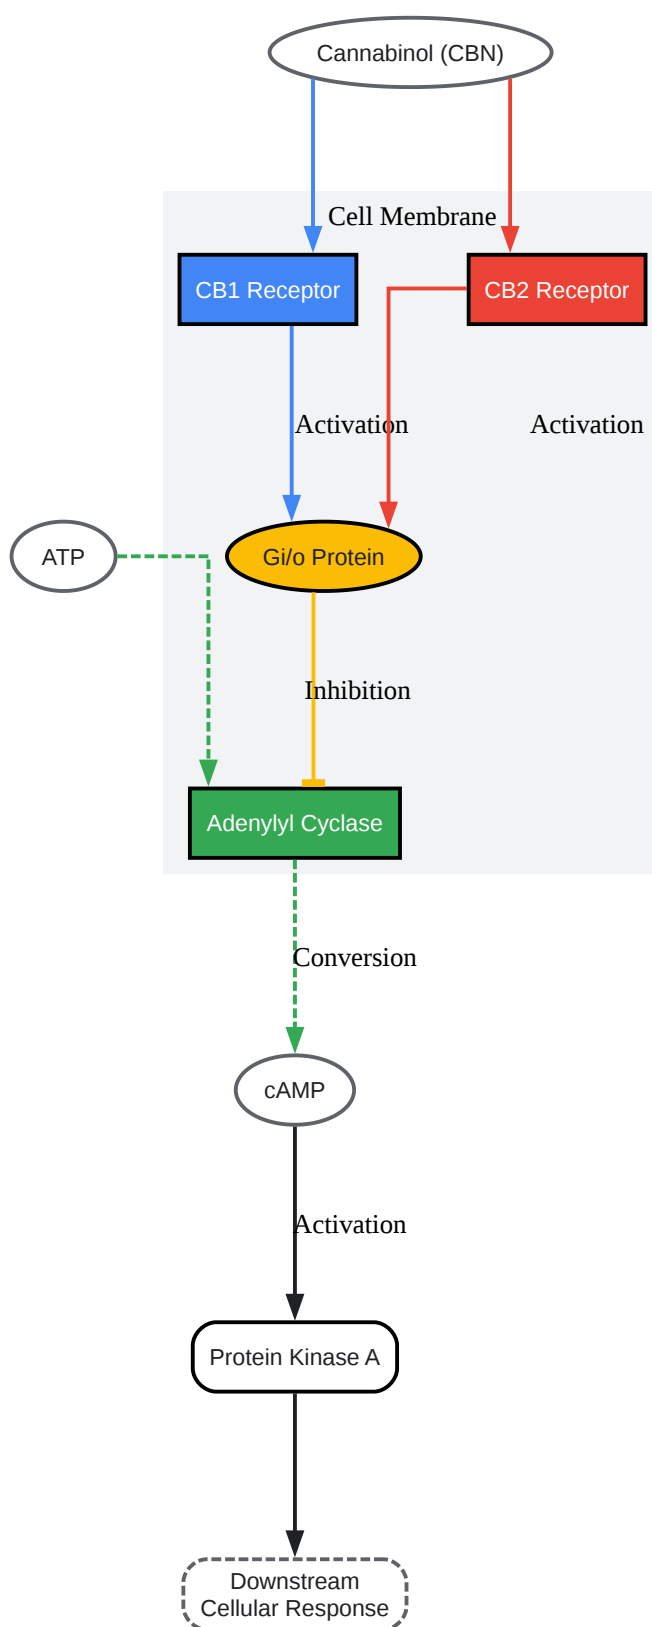 Cannabinol (CBN)
Cell Membrane
CB1 Receptor
CB2 Receptor
Activation
Activation
ATP
Gi/o Protein
Inhibition
Adenylyl Cyclase
Conversion
cAMP
Activation
Protein Kinase A
Downstream
Cellular Response